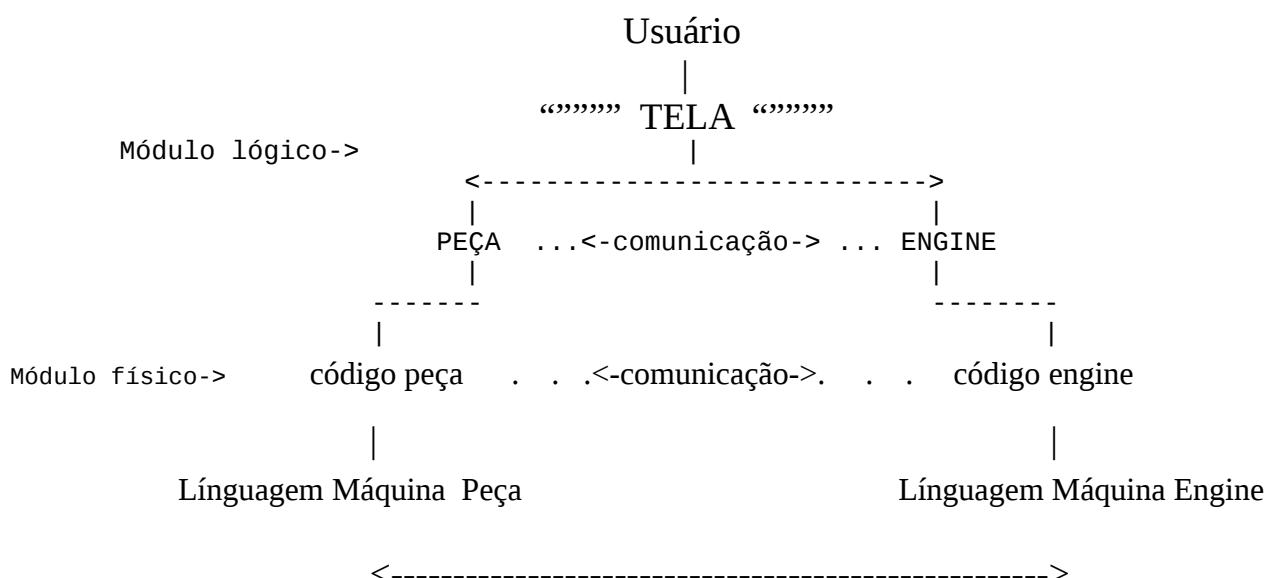 Usuário
|
“””””” TELA “”””””
Módulo lógico-> |
<---------------------------->
| |
PEÇA ...<-comunicação-> ... ENGINE
| |
------- --------
| |
Módulo físico-> código peça . . .<-comunicação->. . . código engine
| |
Línguagem Máquina Peça Línguagem Máquina Engine
<----------------------------------------------------->